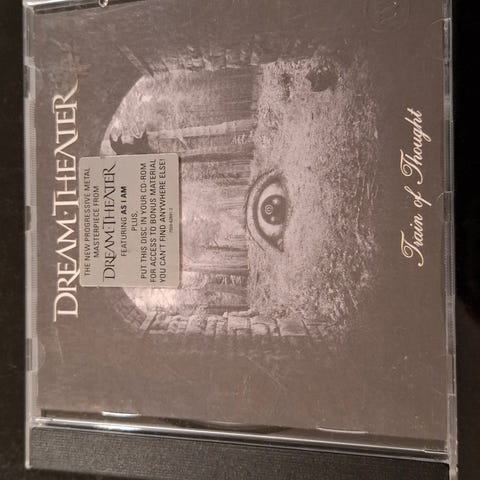 DREAM·THEATER
THE NEW PROGRESSIVE METAL
MASTERPIECE FROM
DREAM·THEATER
FEATURING AS I AM
PLUS,
PUT THIS DISC IN YOUR CD-ROM
FOR ACCESS TO BONUS MATERIAL
YOU CAN'T FIND ANYWHERE ELSE!
Train of Thought